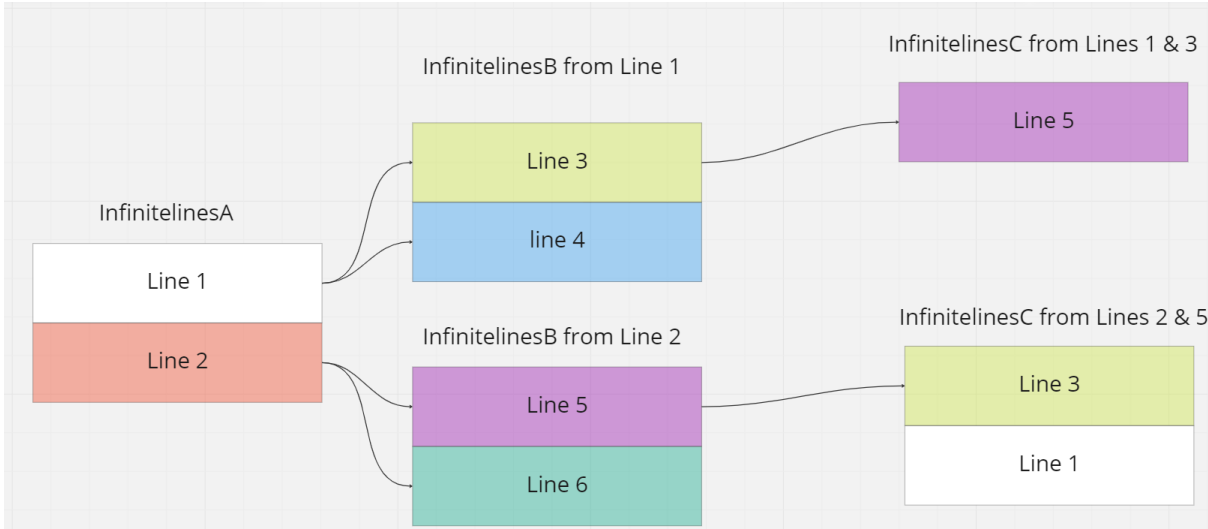 InfinitelinesA
Line 1
Line 2
InfinitelinesB from Line 1
Line 3
line 4
InfinitelinesB from Line 2
Line 5
Line 6
InfinitelinesC from Lines 1 & 3
Line 5
InfinitelinesC from Lines 2 & 5
Line 3
Line 1